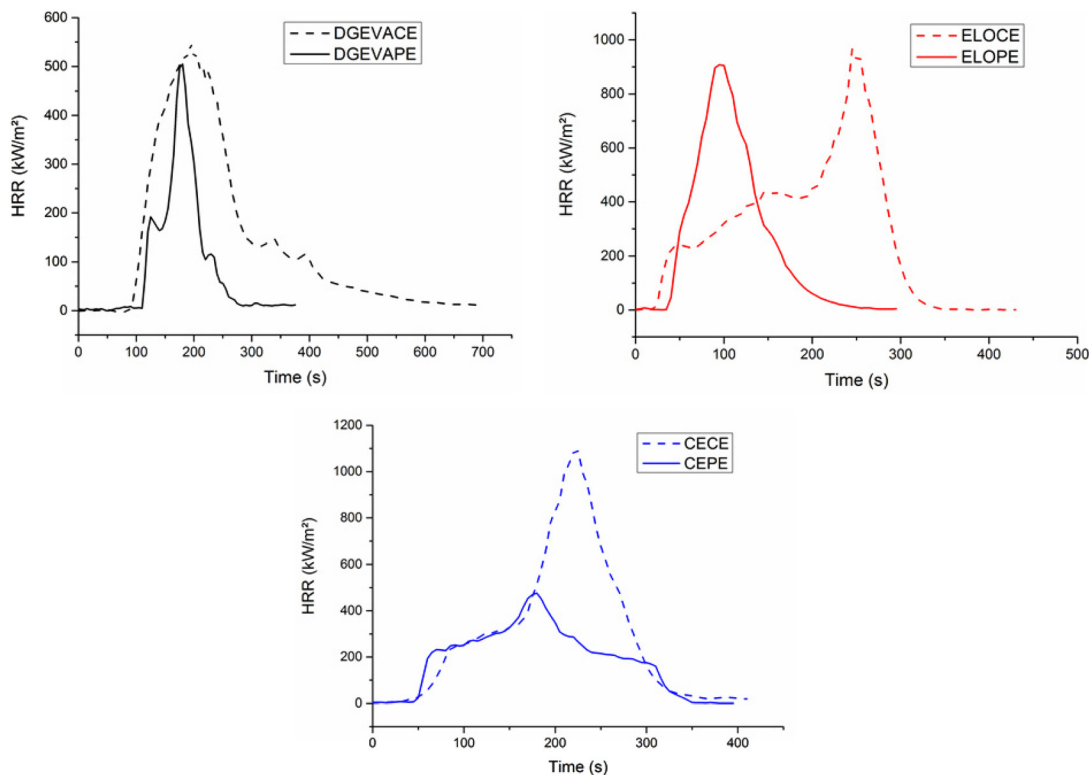 600
500
400
300
200
100
0
HRR (kW/m²)
DGEVACE
DGEVAPE
0 100 200 300 400 500 600 700
Time (s)
1000
800
600
400
200
0
HRR (kW/m²)
ELOCE
ELOPE
0 100 200 300 400 500
Time (s)
1200
1000
800
600
400
200
0
HRR (kW/m²)
CECE
CEPE
0 100 200 300 400
Time (s)